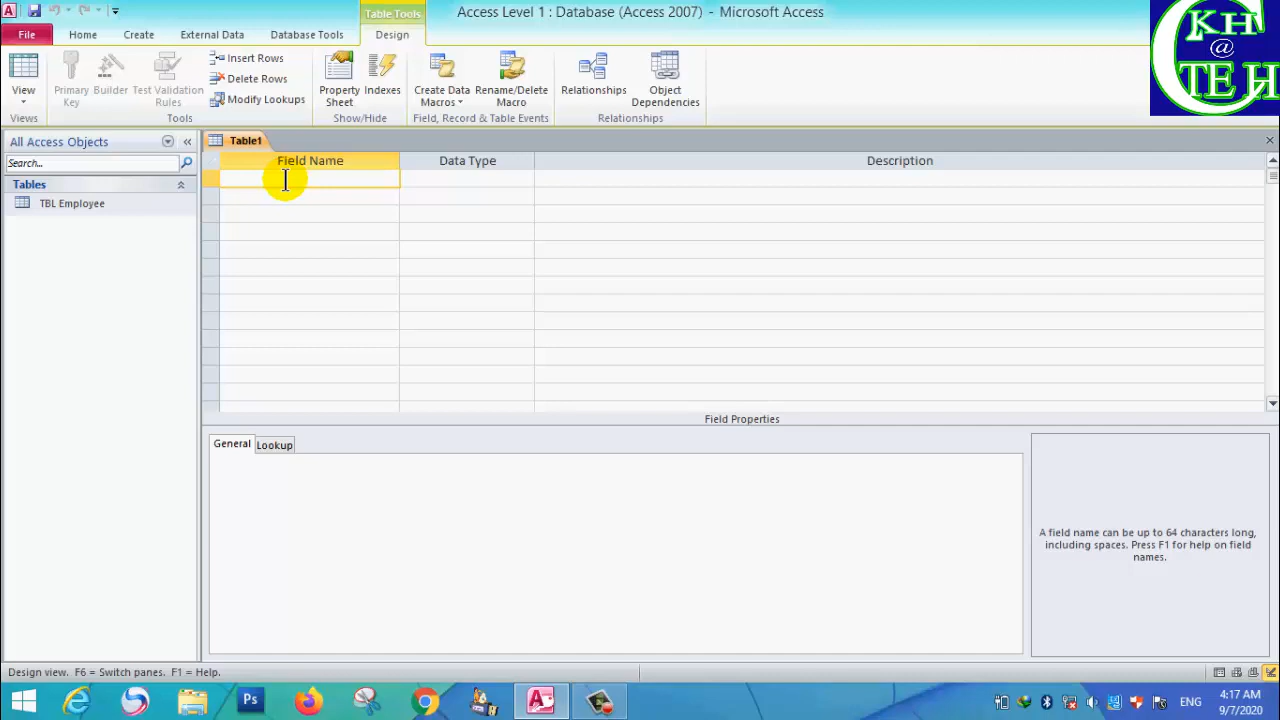 Table Tools
Access Level 1 : Database (Access 2007) - Microsoft Access
File Home Create External Data Database Tools Design
View
Primary Key
Builder
Test Validation Rules
Insert Rows
Delete Rows
Modify Lookups
Property Sheet
Indexes
Create Data Macros
Rename/Delete Macro
Relationships
Object Dependencies
Views Tools Show/Hide Field, Record & Table Events Relationships
KH
@
TEH
All Access Objects
Search...
Tables
TBL Employee
Table1
Field Name Data Type Description
Field Properties
General Lookup
A field name can be up to 64 characters long,
including spaces. Press F1 for help on field
names.
Design view. F6 = Switch panes. F1 = Help.
Ps
ENG
4:17 AM
9/7/2020